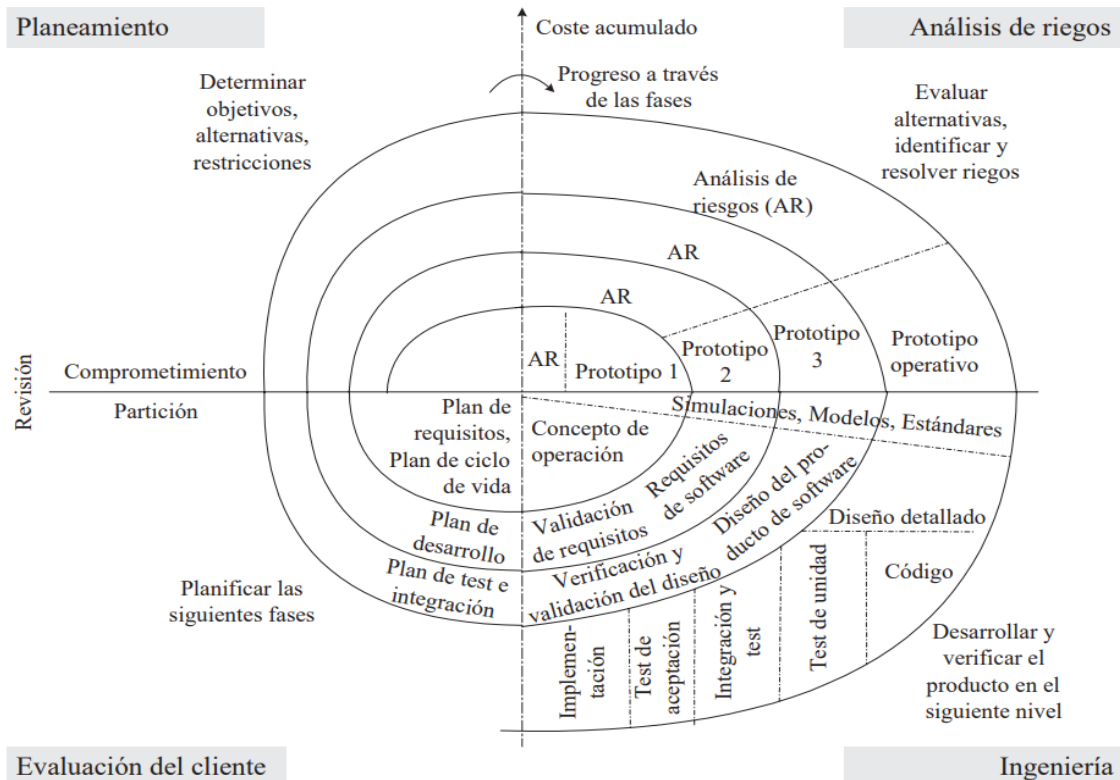 Planeamiento
Coste acumulado
Análisis de riegos
Determinar
objetivos,
alternativas,
restricciones
Progreso a través
de las fases
Evaluar
alternativas,
identificar y
resolver riegos
Análisis de
riesgos (AR)
AR
AR
AR
Prototipo 1
Prototipo
2
Prototipo
3
Prototipo
operativo
Revisión
Comprometimiento
Partición
Plan de
requisitos,
Plan de ciclo
de vida
Concepto de
operación
Simulaciones, Modelos, Estándares
Requisitos
de software
Validación
de requisitos
Plan de
desarrollo
Diseño del pro-
ducto de software
Verificación y
validación del diseño
Plan de test e
integración
Diseño detallado
Código
Test de unidad
Integración y
test
Test de
aceptación
Implemen-
tación
Planificar las
siguientes fases
Desarrollar y
verificar el
producto en el
siguiente nivel
Evaluación del cliente
Ingeniería